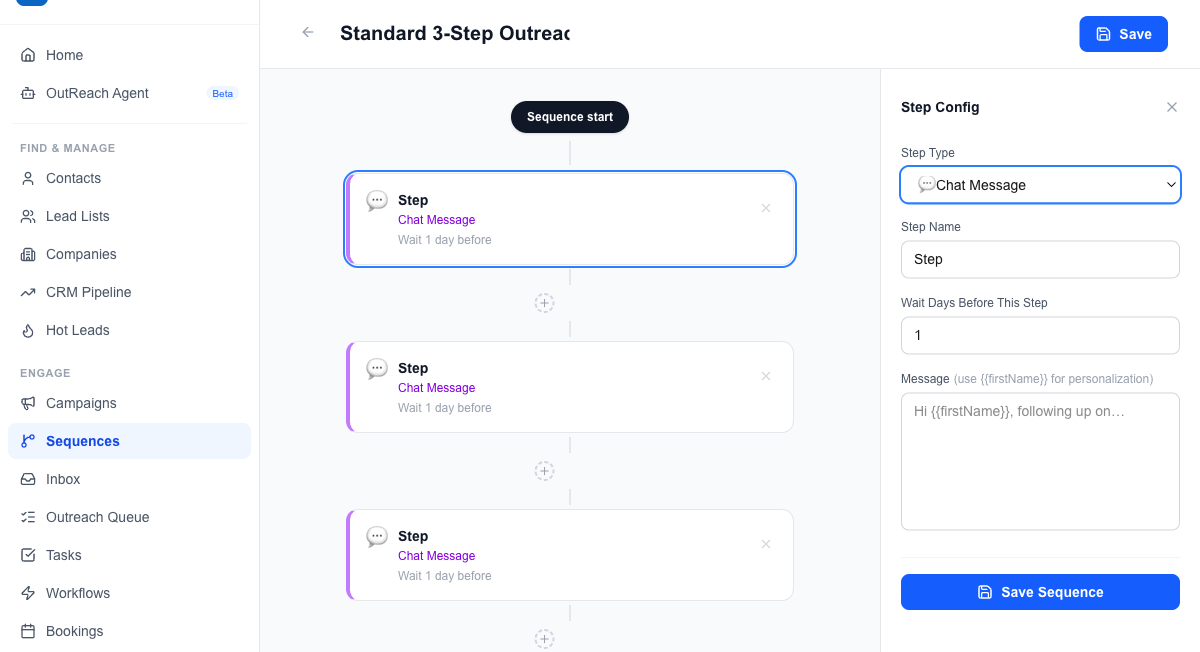 Home
OutReach Agent
Beta
FIND & MANAGE
Contacts
Lead Lists
Companies
CRM Pipeline
Hot Leads
ENGAGE
Campaigns
Sequences
Inbox
Outreach Queue
Tasks
Workflows
Bookings
Standard 3-Step Outreac
Save
Sequence start
Step
Chat Message
Wait 1 day before
Step
Chat Message
Wait 1 day before
Step
Chat Message
Wait 1 day before
Step Config
Step Type
💬Chat Message
Step Name
Step
Wait Days Before This Step
1
Message (use {{firstName}} for personalization)
Hi {{firstName}}, following up on…
Save Sequence